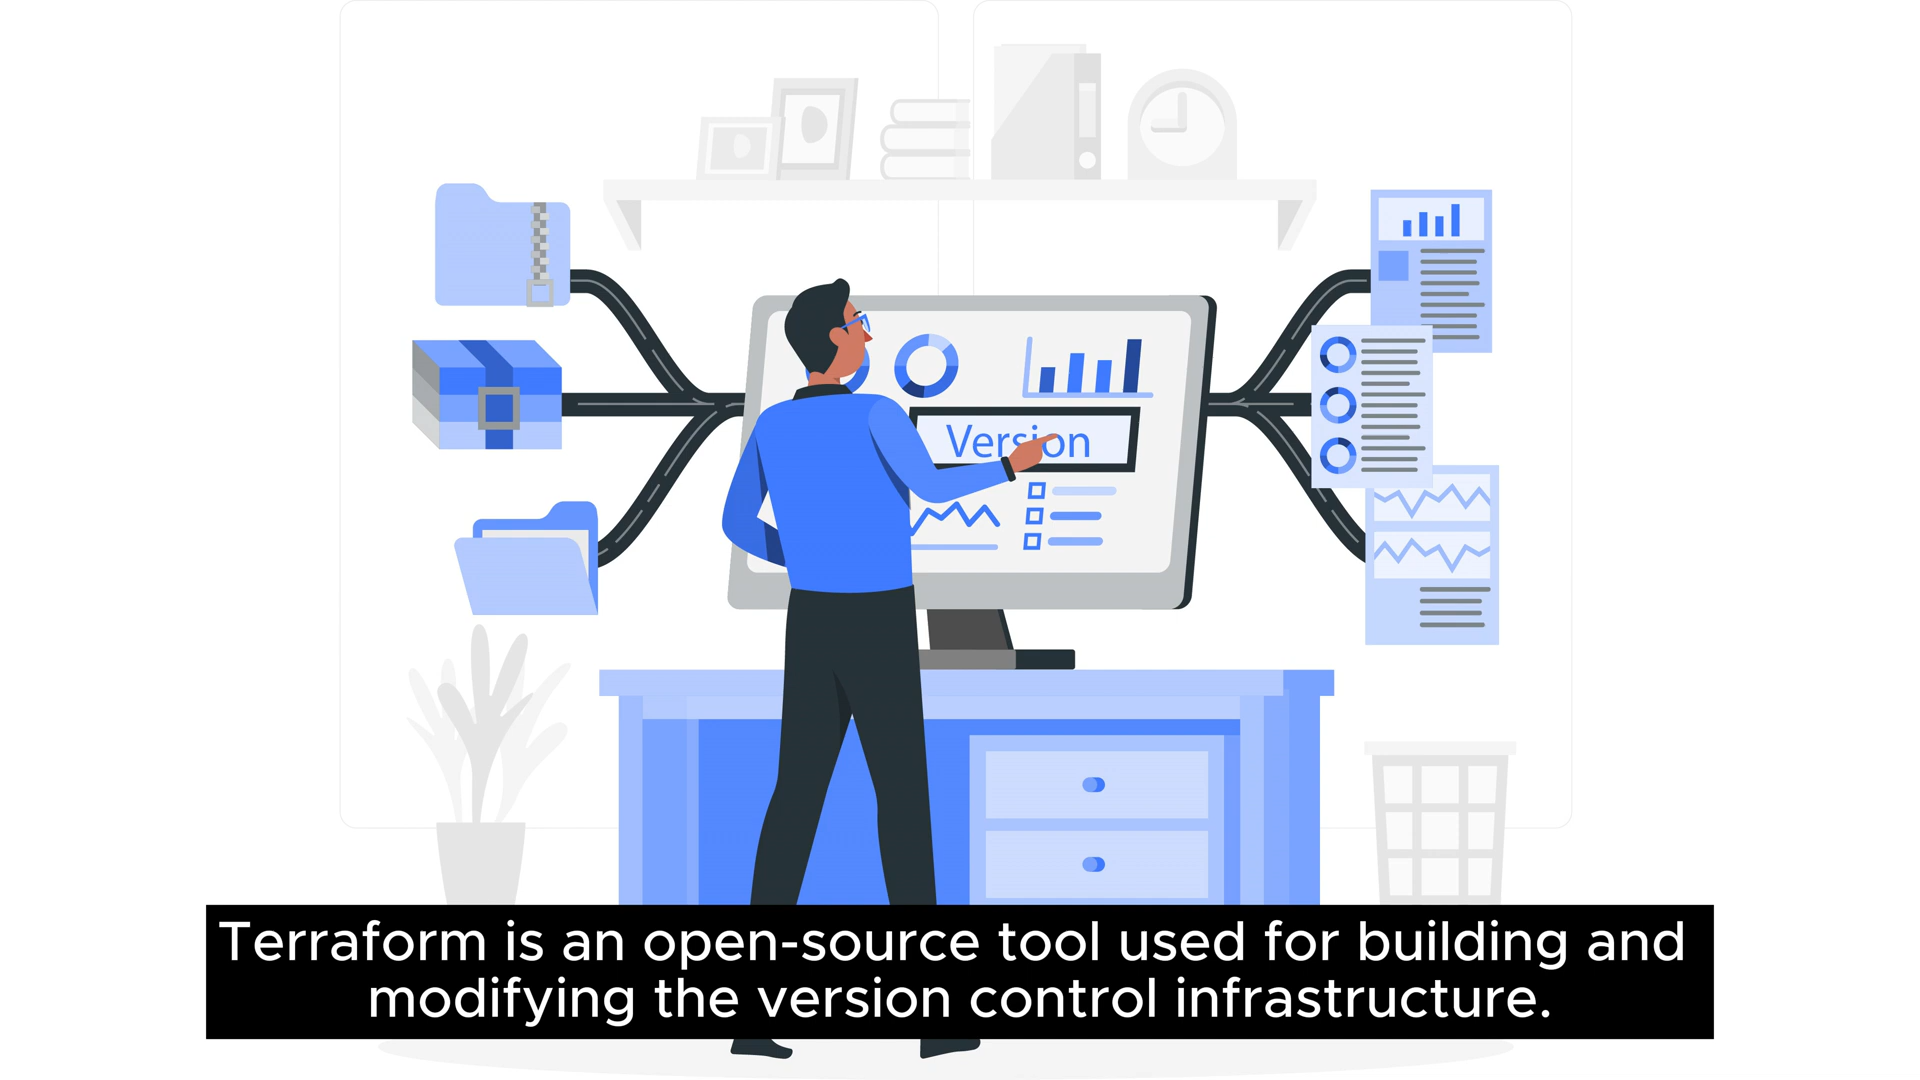 Version
Terraform is an open-source tool used for building and
modifying the version control infrastructure.